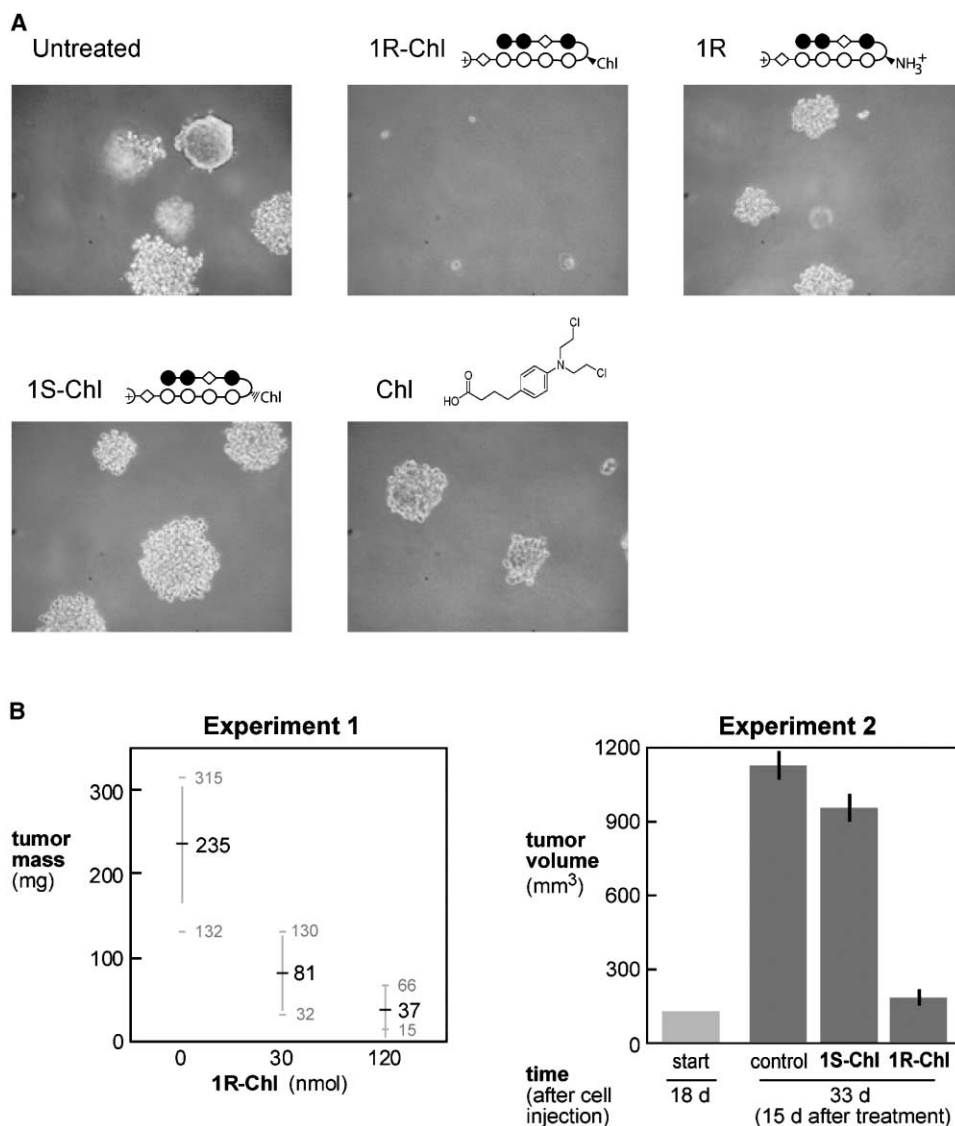 A
Untreated
1R-Chl
+
Chl
1R
+
NH3+
1S-Chl
+
Chl
Chl
O
HO
N
Cl
Cl
B
Experiment 1
tumor
mass
(mg)
300
200
100
0
315
235
132
130
81
32
66
37
15
0 30 120
1R-Chl (nmol)
Experiment 2
tumor
volume
(mm3)
1200
900
600
300
0
start control 1S-Chl 1R-Chl
time
(after cell
injection)
18 d
33 d
(15 d after treatment)